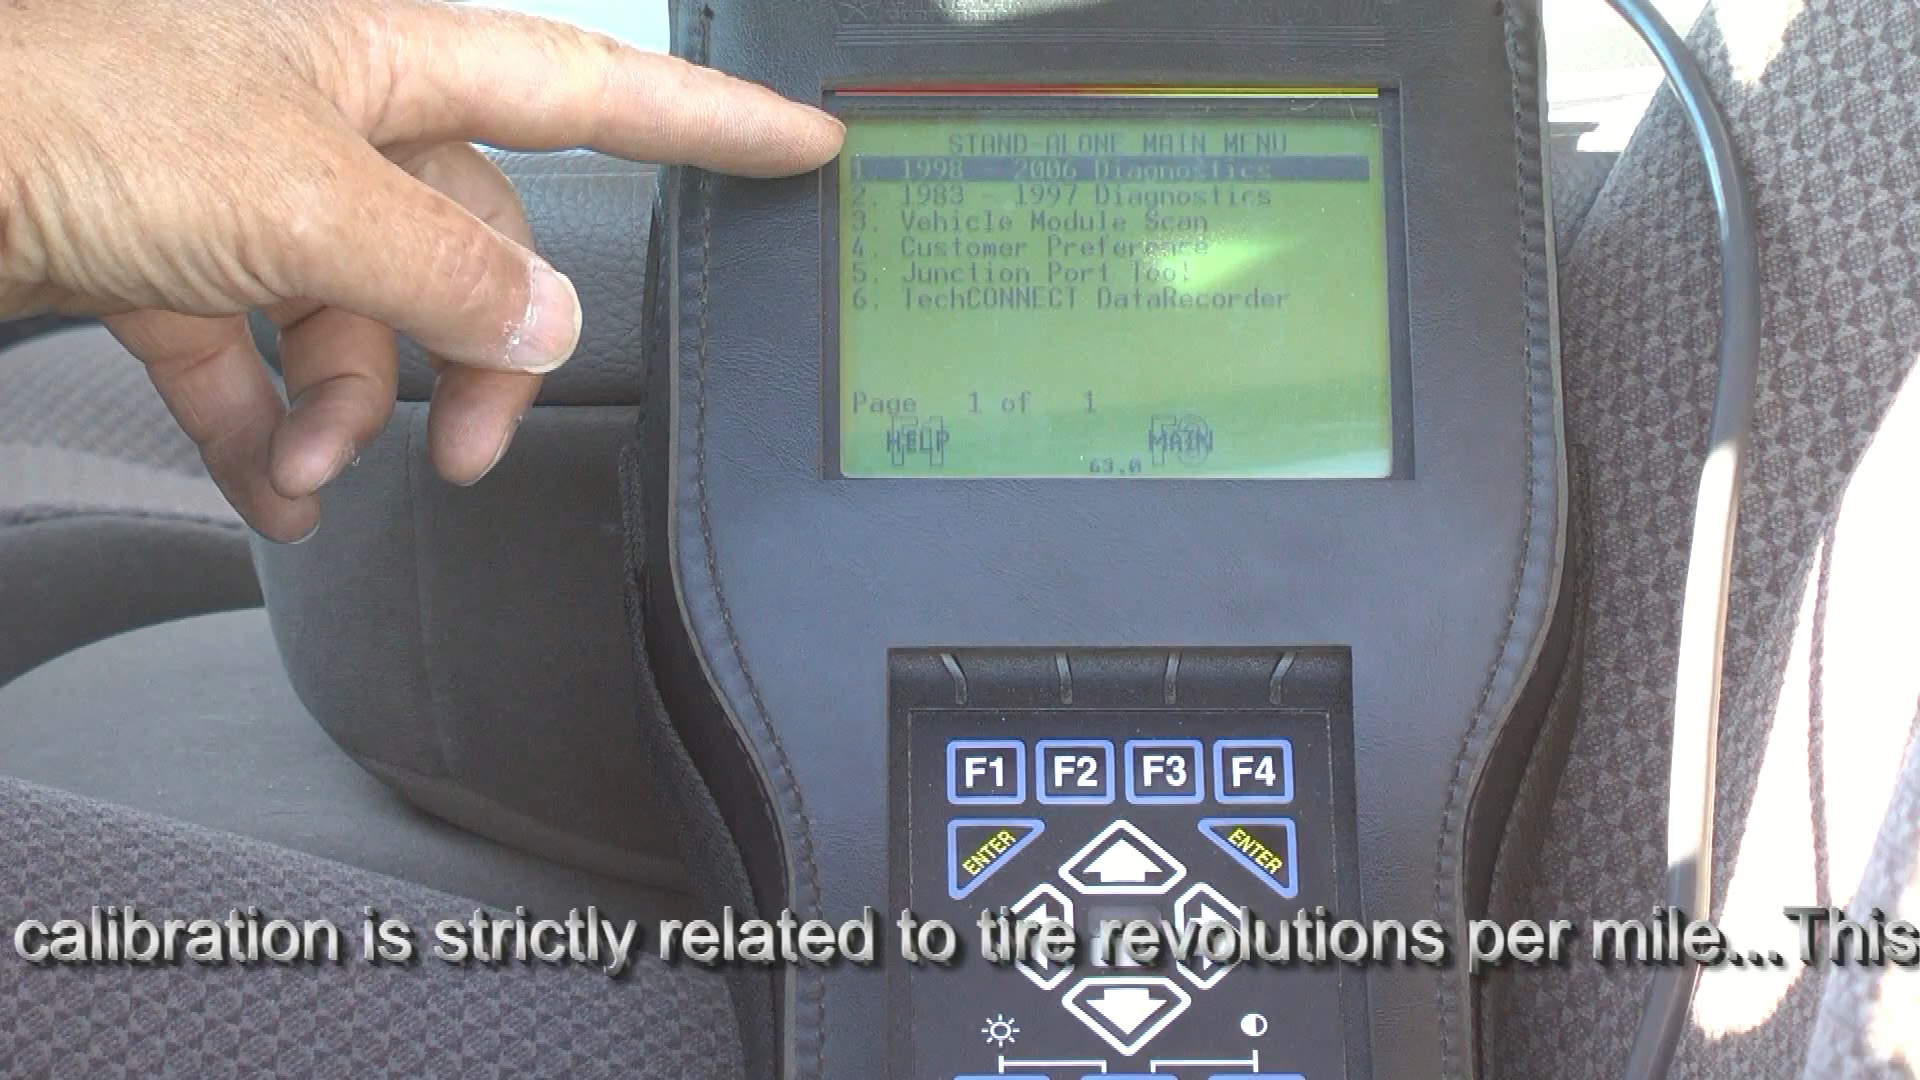 STAND-ALONE MAIN MENU
1. 1998 - 2006 Diagnostics
2. 1983 - 1997 Diagnostics
3. Vehicle Module Scan
4. Customer Preference
5. Junction Port Tool
6. TechCONNECT DataRecorder
Page 1 of 1
F1 F3
HELP MAIN
63.0
F1 F2 F3 F4
ENTER ENTER
calibration is strictly related to tire revolutions per mile...This